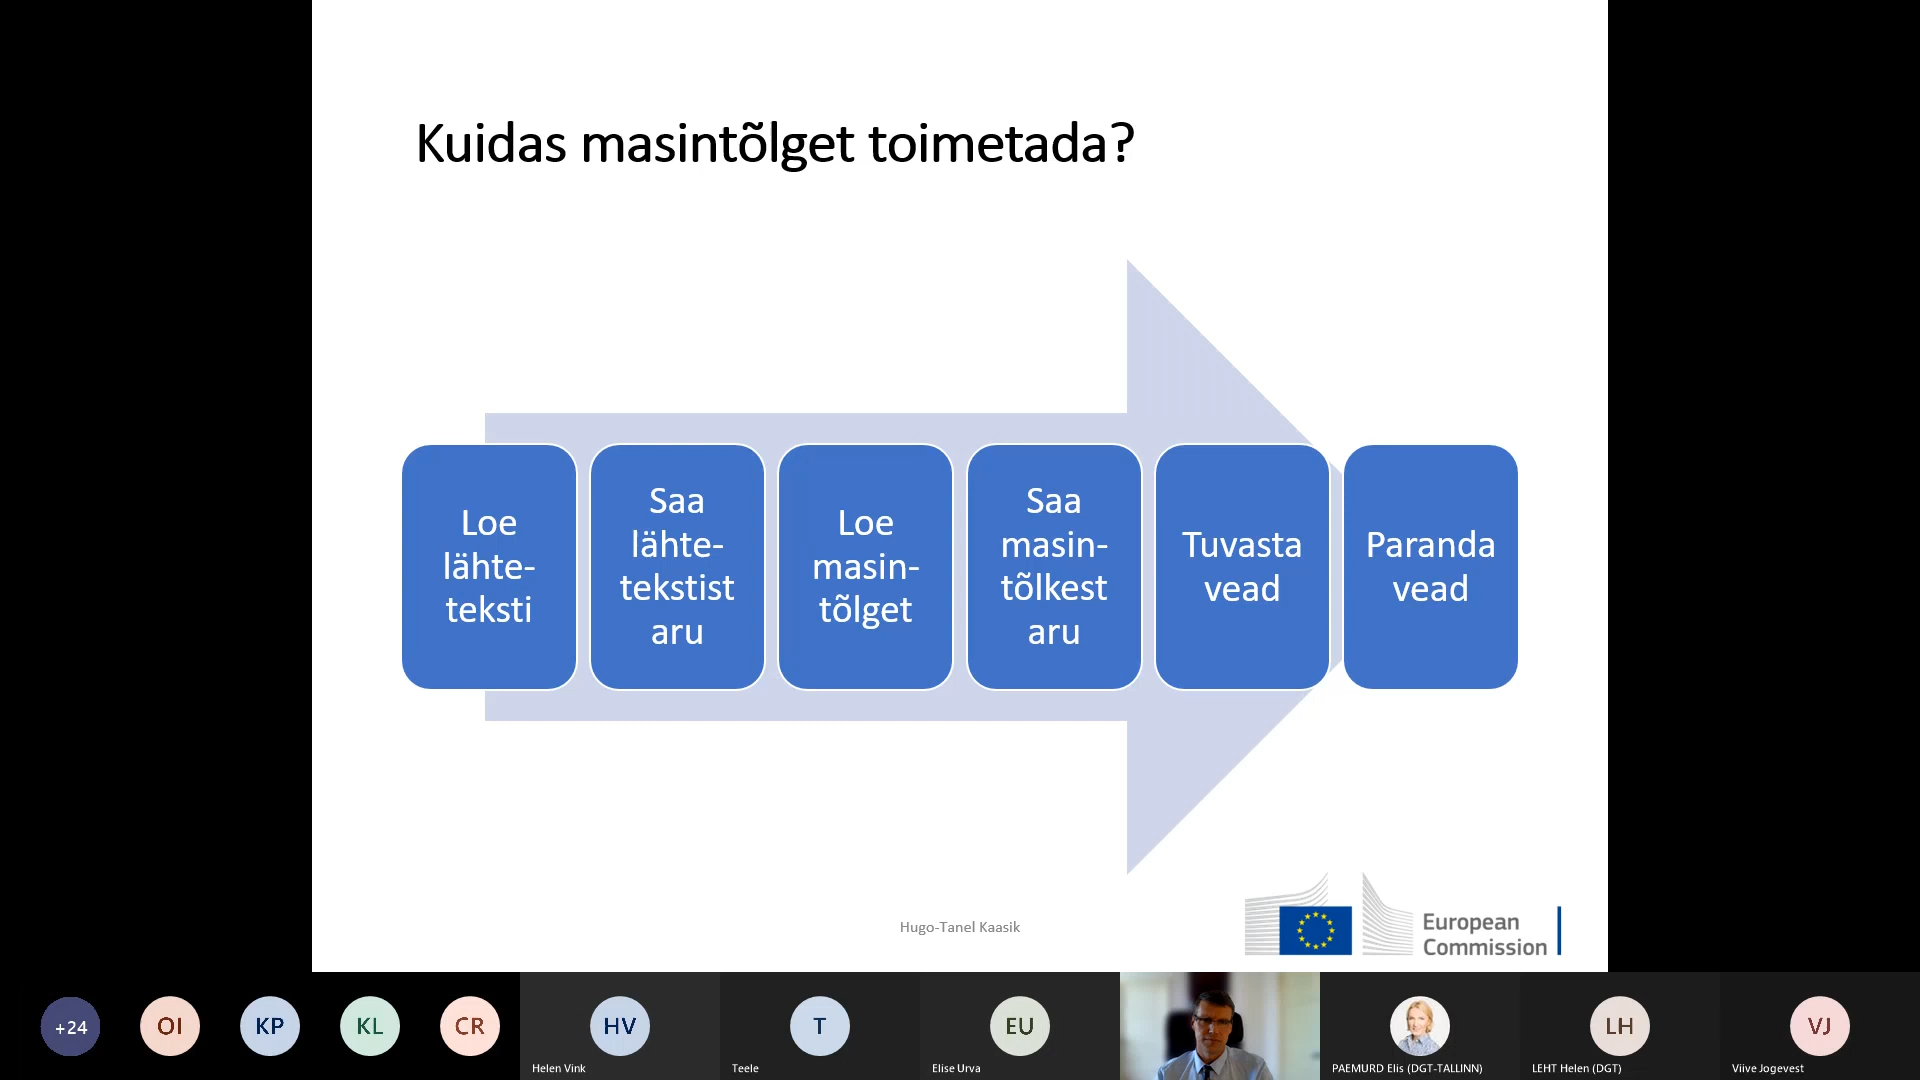 Kuidas masintõlget toimetada?
Loe
lähte-
teksti
Saa
lähte-
tekstist
aru
Loe
masin-
tõlget
Saa
masin-
tõlkest
aru
Tuvasta
vead
Paranda
vead
Hugo-Tanel Kaasik
European
Commission
+24
OI
KP
KL
CR
HV
Helen Vink
T
Teele
EU
Elise Urva
PAEMURD Elis (DGT-TALLINN)
LH
LEHT Helen (DGT)
VJ
Viive Jogevest